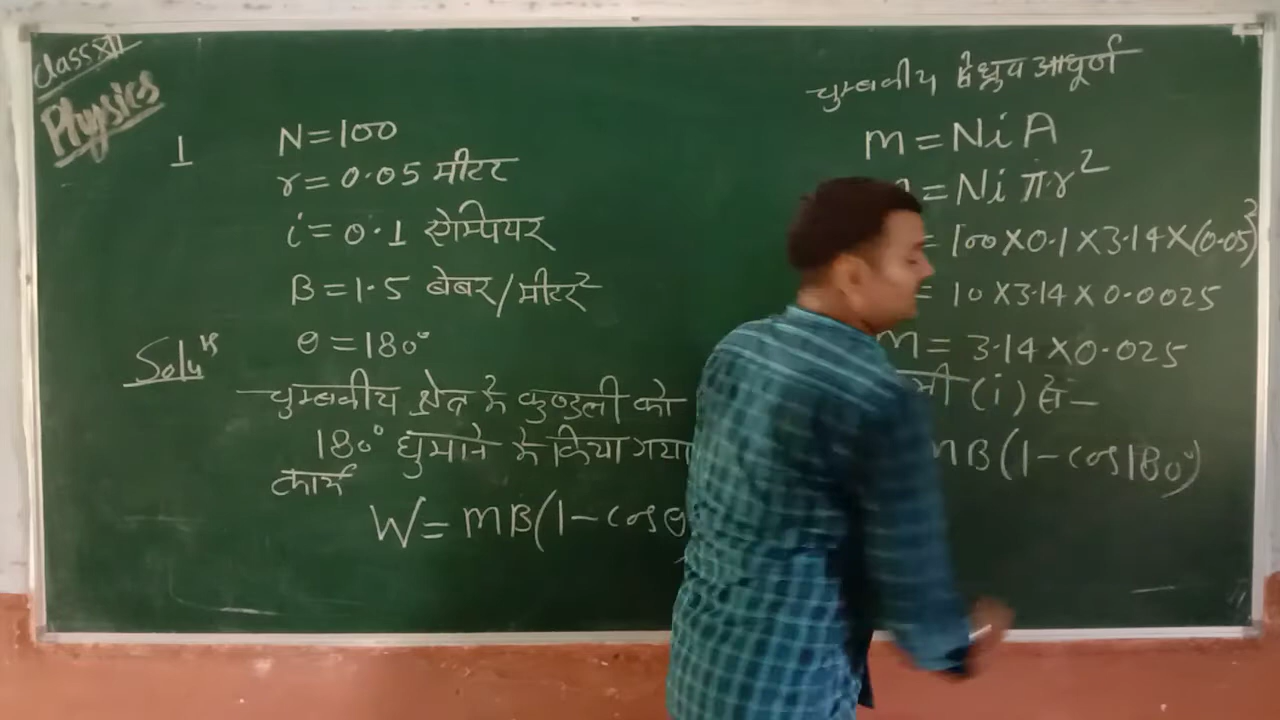 Class XII
Physics
1
N=100
r=0.05 मीटर
i=0.1 ऐम्पियर
B=1.5 बेबर/मीटर²
θ=180°
Soluⁿ
चुम्बकीय क्षेत्र मे कुण्डली को
180° घुमाने मे किया गया
कार्य
W=MB(1-cosθ
चुम्बकीय द्विध्रुव आघूर्ण
m=NiA
=Niπr²
=100×0.1×3.14×(0.05)²
=10×3.14×0.0025
m=3.14×0.025
(i) से-
MB(1-cos180°)